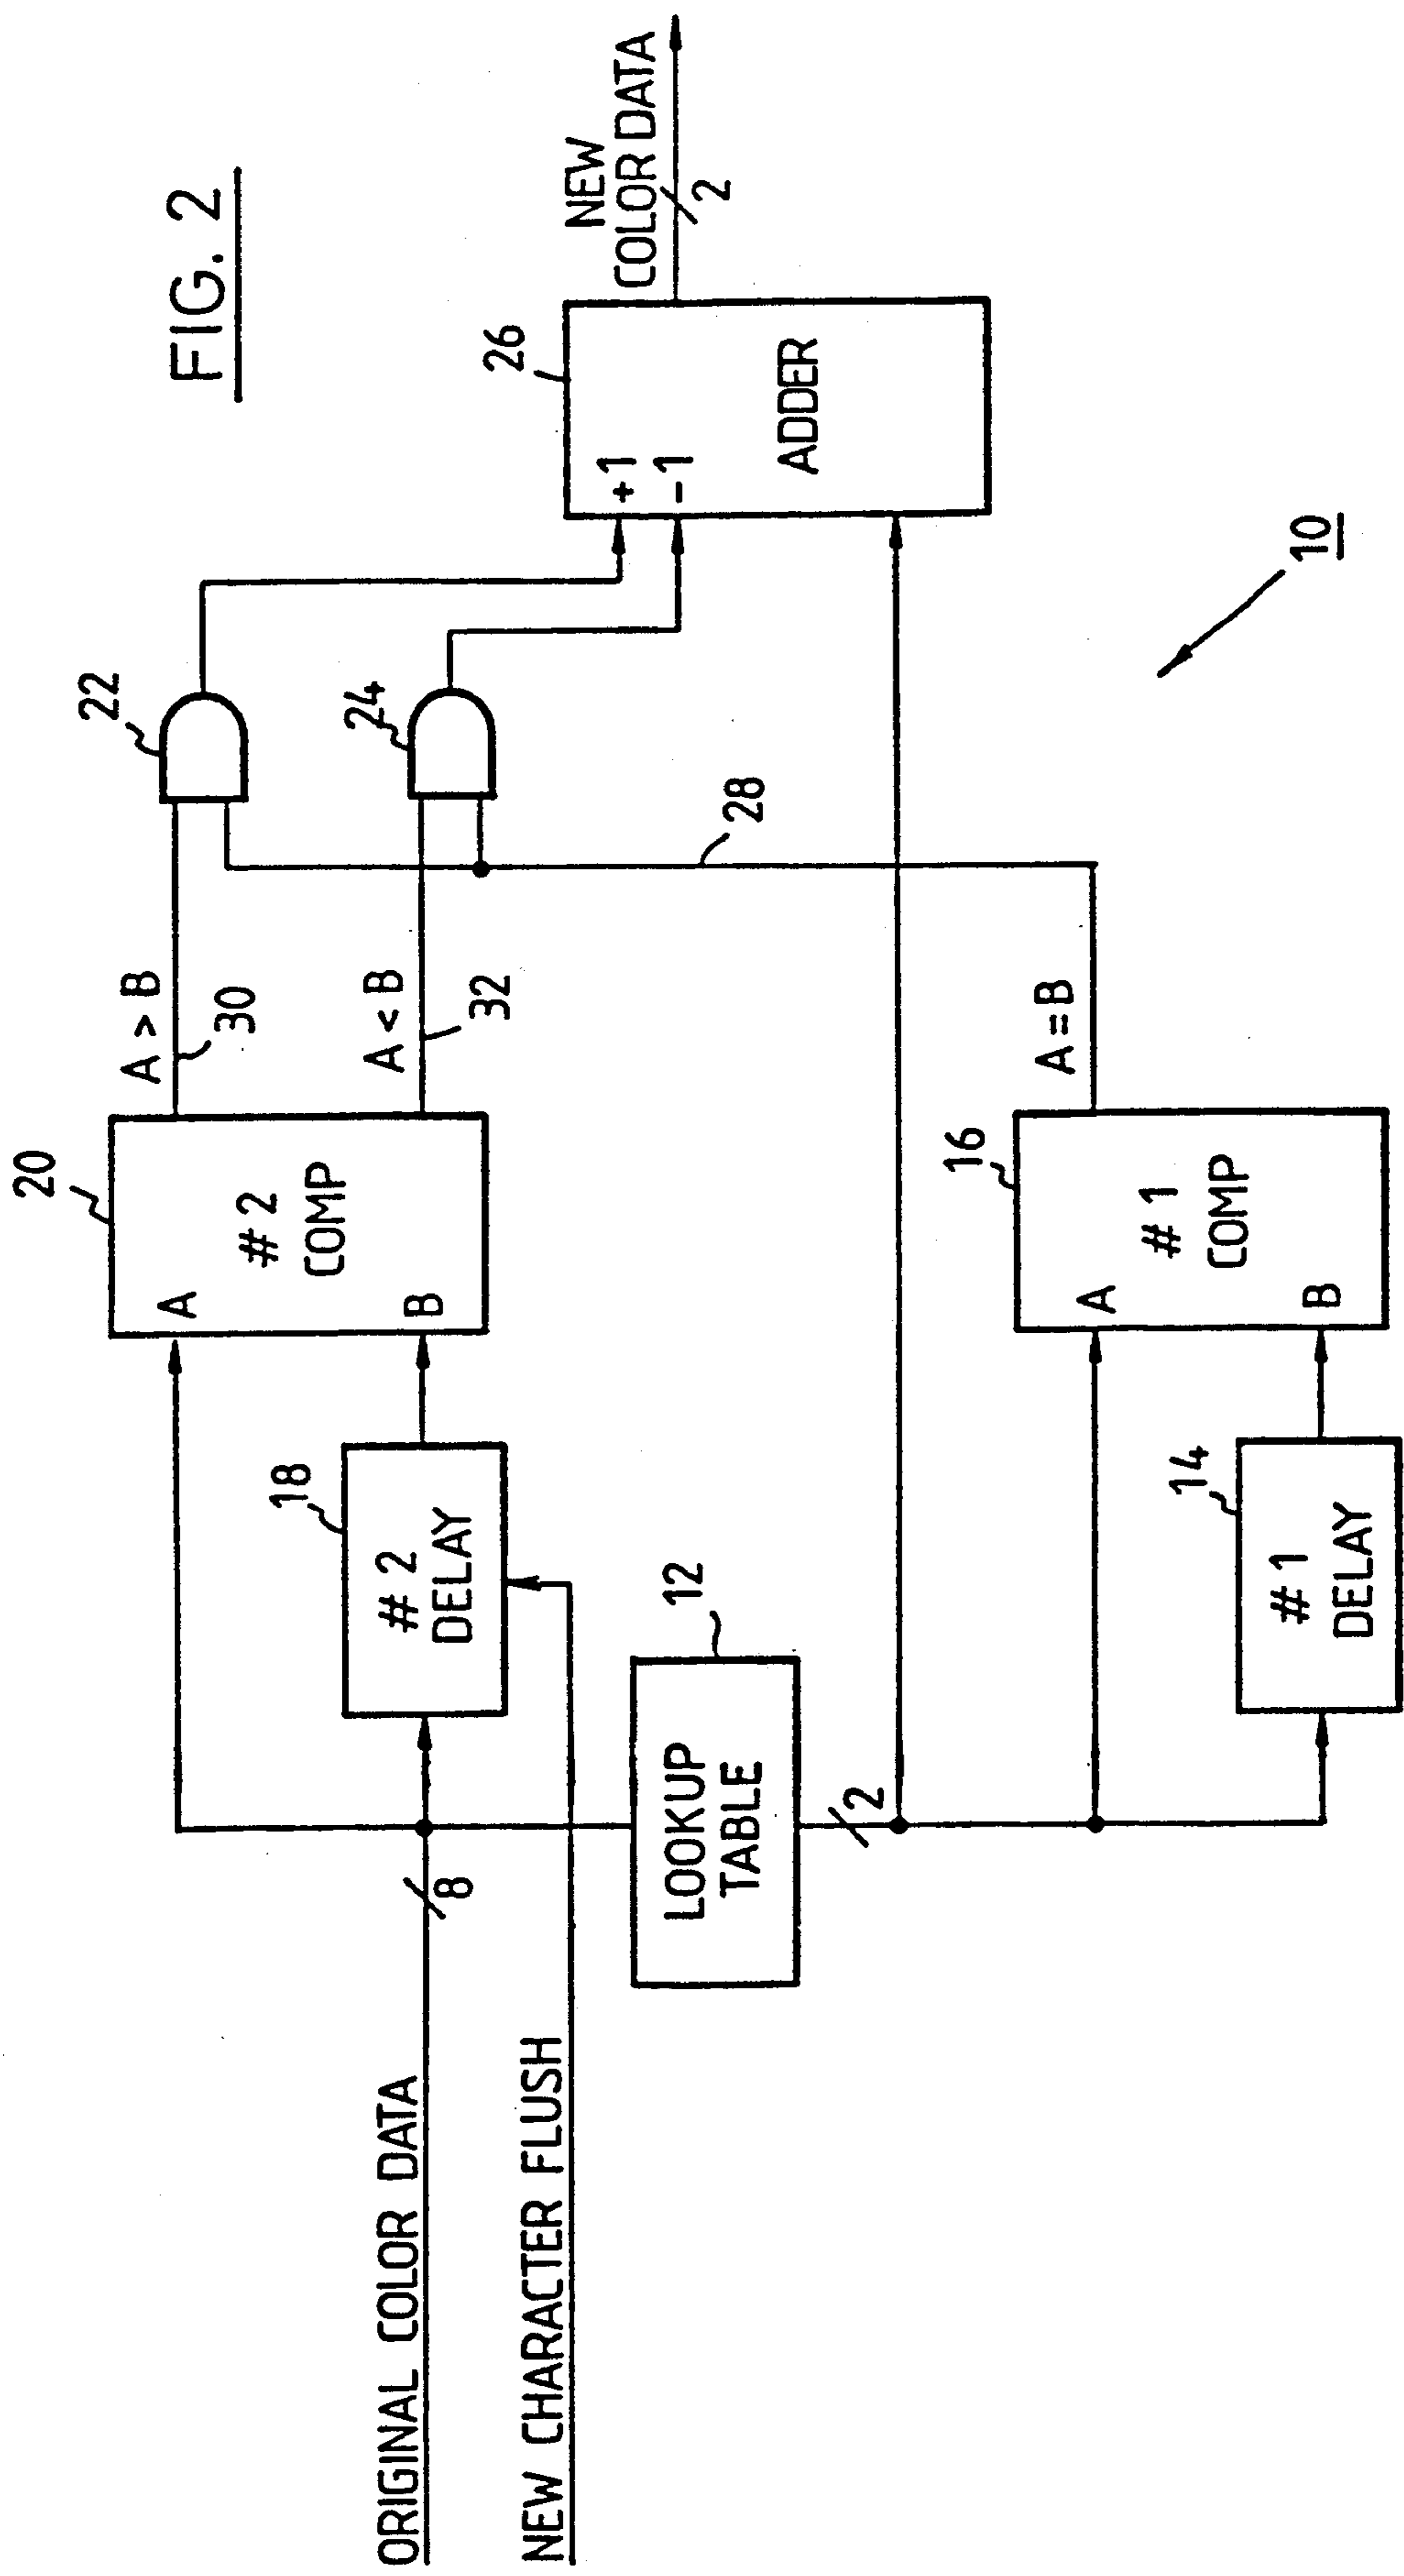 FIG. 2
20
A
# 2
COMP
B
A > B
30
A < B
32
22
24
18
# 2
DELAY
ORIGINAL COLOR DATA
8
NEW CHARACTER FLUSH
12
LOOKUP
TABLE
2
28
26
+1
-1
ADDER
NEW
COLOR DATA
2
16
A
# 1
COMP
B
A = B
14
# 1
DELAY
10